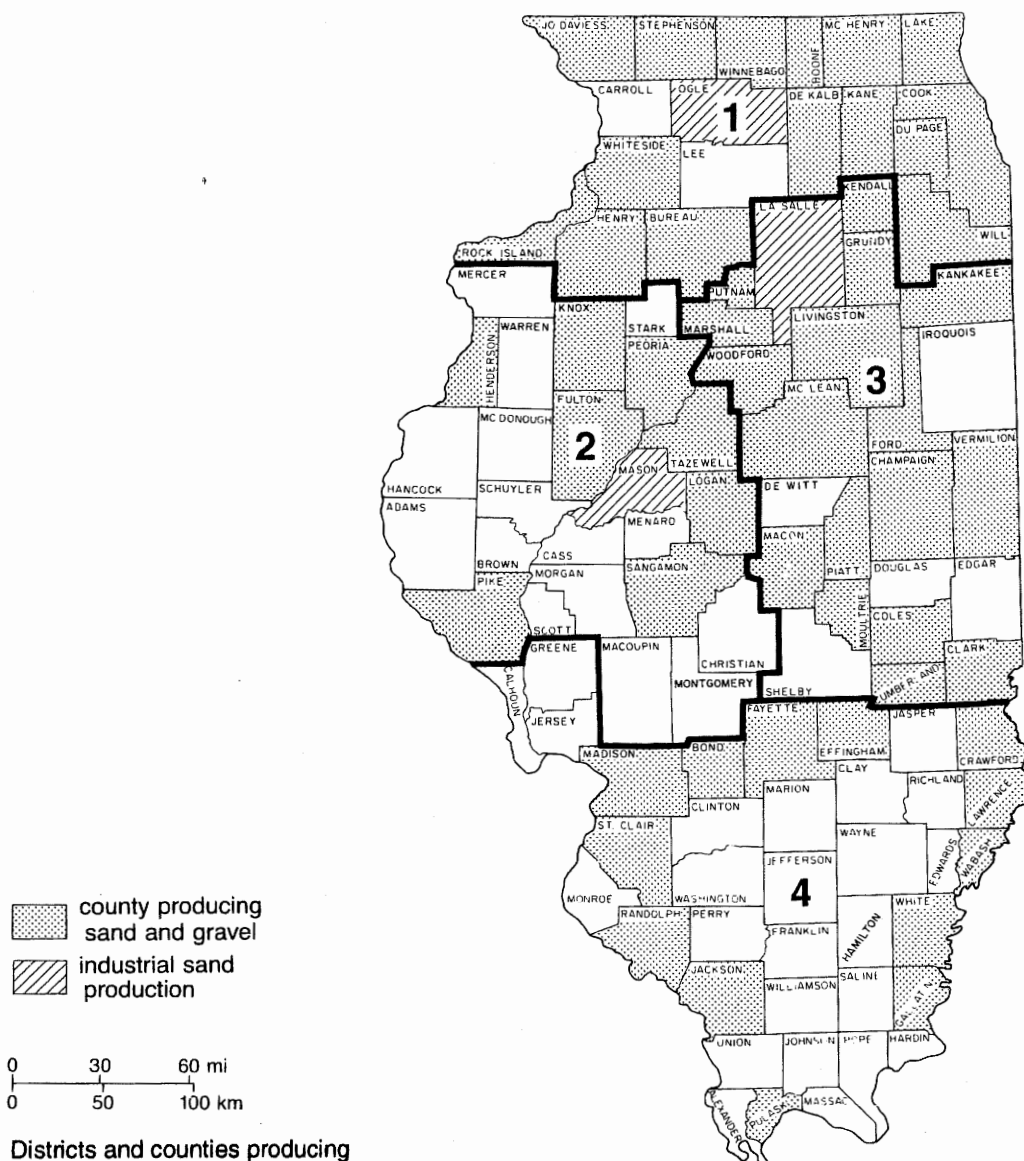 JO DAVIESS
STEPHENSON
WINNEBAGO
BOONE
MC HENRY
LAKE
CARROLL
OGLE
1
DE KALB
KANE
COOK
DU PAGE
WHITESIDE
LEE
KENDALL
LA SALLE
HENRY
BUREAU
GRUNDY
WILL
ROCK ISLAND
MERCER
PUTNAM
KANKAKEE
KNOX
STARK
MARSHALL
LIVINGSTON
IROQUOIS
WARREN
HENDERSON
PEORIA
WOODFORD
3
MC LEAN
FULTON
MC DONOUGH
2
FORD
VERMILION
MASON
TAZEWELL
CHAMPAIGN
LOGAN
HANCOCK
SCHUYLER
DE WITT
ADAMS
MENARD
MACON
BROWN
CASS
PIATT
DOUGLAS
EDGAR
PIKE
MORGAN
SANGAMON
MOULTRIE
COLES
SCOTT
GREENE
MACOUPIN
CHRISTIAN
CLARK
CALHOUN
MONTGOMERY
SHELBY
CUMBERLAND
JERSEY
FAYETTE
JASPER
MADISON
BOND
EFFINGHAM
CRAWFORD
CLAY
RICHLAND
MARION
LAWRENCE
CLINTON
ST. CLAIR
WAYNE
EDWARDS
WABASH
JEFFERSON
4
MONROE
WASHINGTON
WHITE
RANDOLPH
PERRY
HAMILTON
FRANKLIN
JACKSON
SALINE
WILLIAMSON
GALLATIN
UNION
JOHNSON
POPE
HARDIN
ALEXANDER
PULASKI
MASSAC
county producing
sand and gravel
industrial sand
production
0 30 60 mi
0 50 100 km
Districts and counties producing